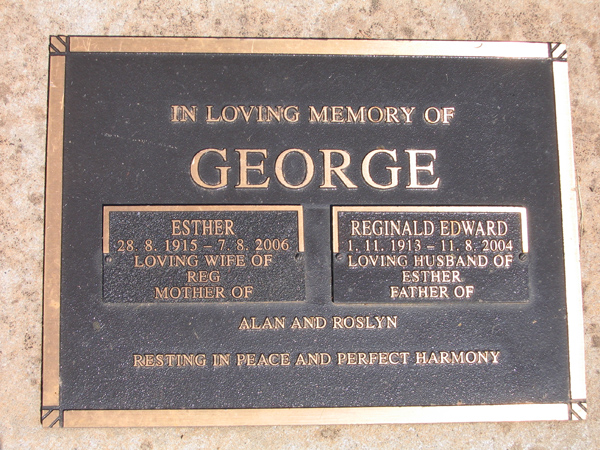 IN LOVING MEMORY OF
GEORGE
ESTHER
28. 8. 1915 – 7. 8. 2006
LOVING WIFE OF
REG
MOTHER OF
REGINALD EDWARD
1. 11. 1913 – 11. 8. 2004
LOVING HUSBAND OF
ESTHER
FATHER OF
ALAN AND ROSLYN
RESTING IN PEACE AND PERFECT HARMONY